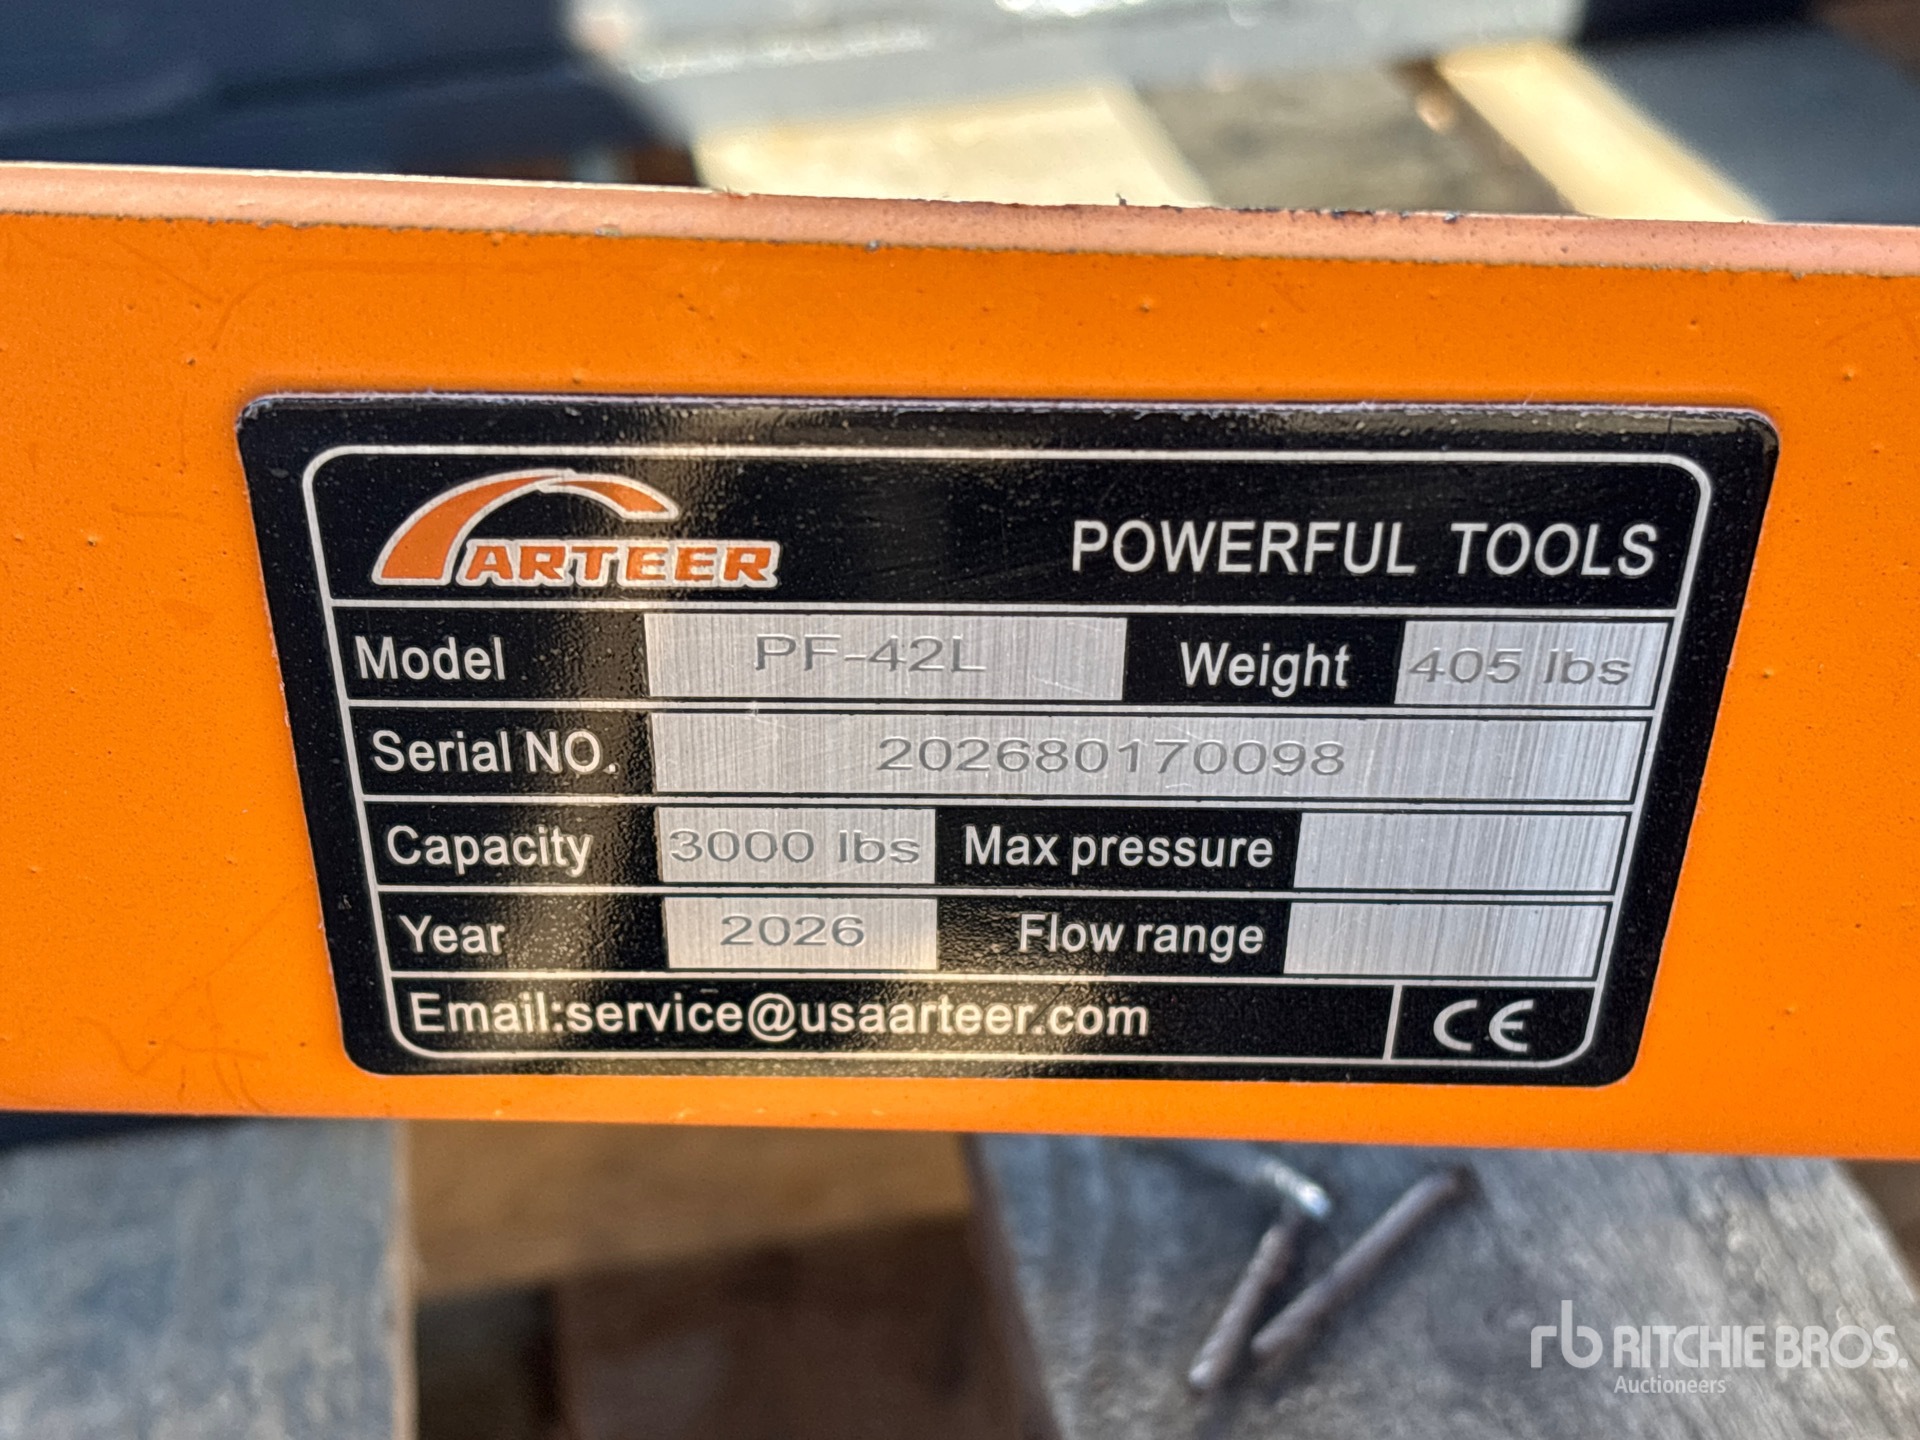 ARTEER POWERFUL TOOLS
Model PF-42L Weight 405 lbs
Serial NO. 202680170098
Capacity 3000 lbs Max pressure
Year 2026 Flow range
Email:service@usaarteer.com CE
rb RITCHIE BROS.
Auctioneers